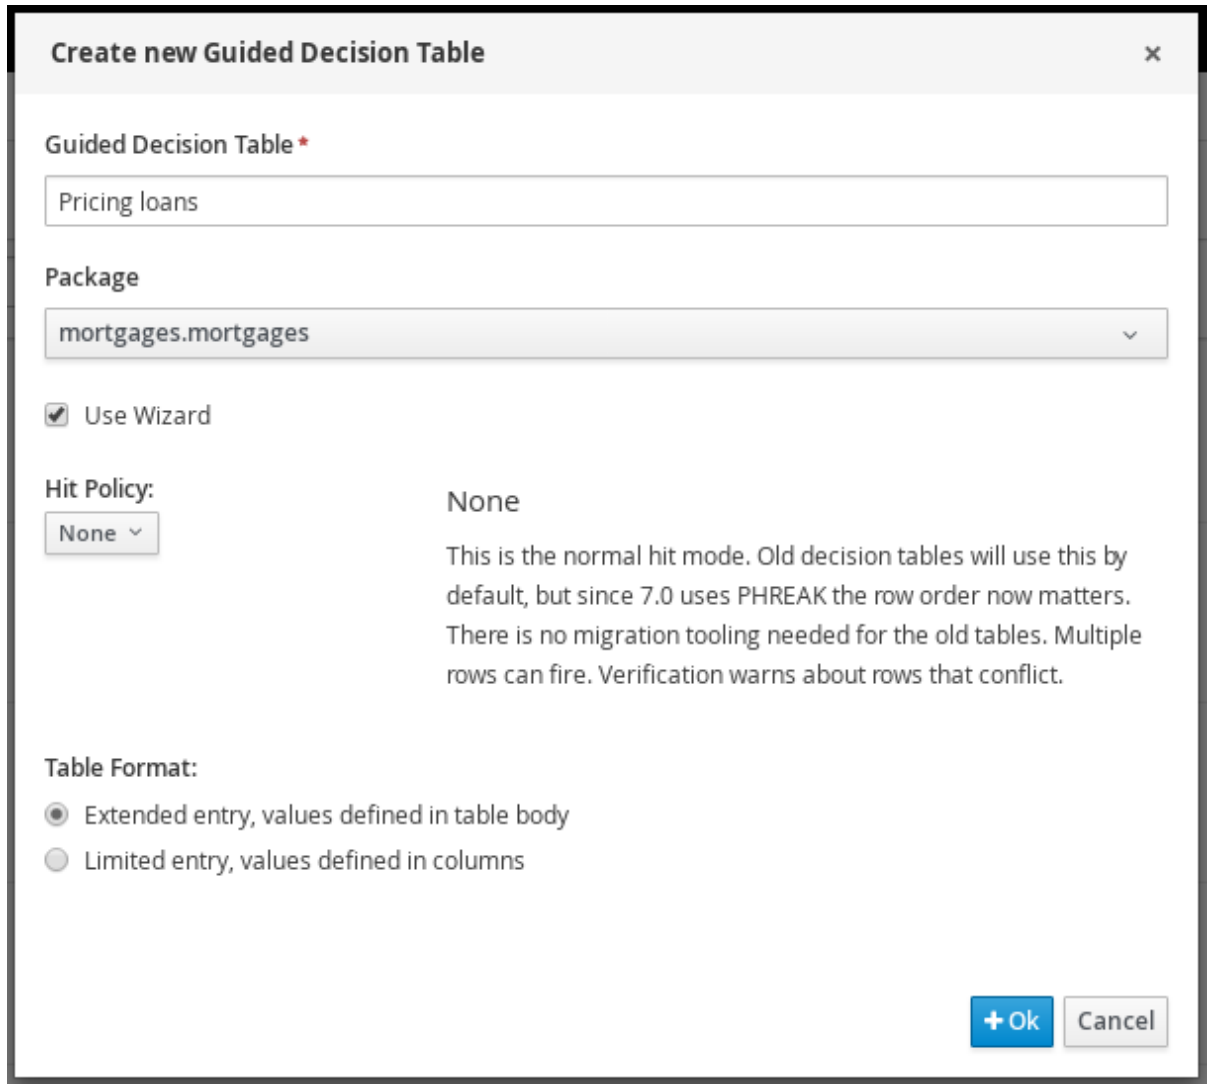 Create new Guided Decision Table ×
Guided Decision Table *
Pricing loans
Package
mortgages.mortgages
Use Wizard
Hit Policy:
None
None
This is the normal hit mode. Old decision tables will use this by
default, but since 7.0 uses PHREAK the row order now matters.
There is no migration tooling needed for the old tables. Multiple
rows can fire. Verification warns about rows that conflict.
Table Format:
Extended entry, values defined in table body
Limited entry, values defined in columns
+ Ok Cancel